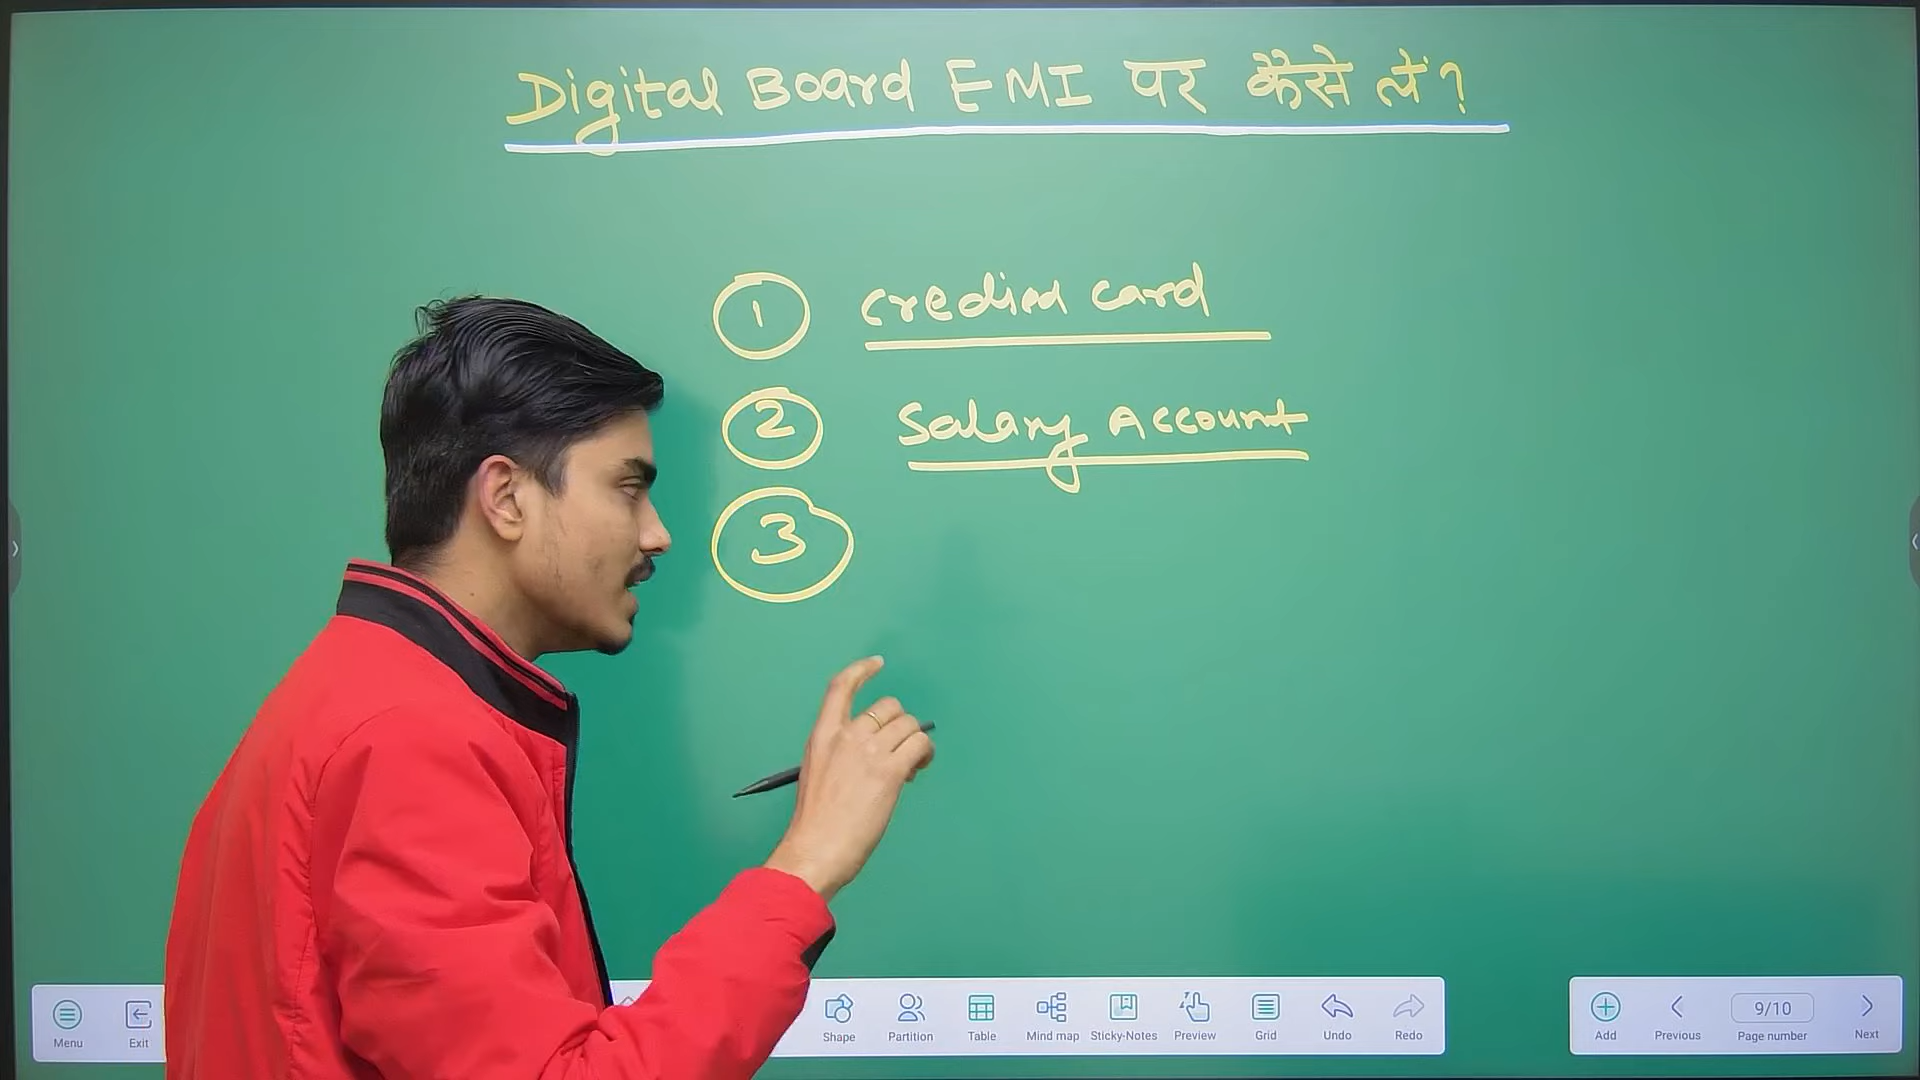 Digital Board EMI पर कैसे लें?
1 credied card
2 Salary Account
3
Menu Exit Shape Partition Table Mind map Sticky-Notes Preview Grid Undo Redo Add Previous 9/10 Page number Next